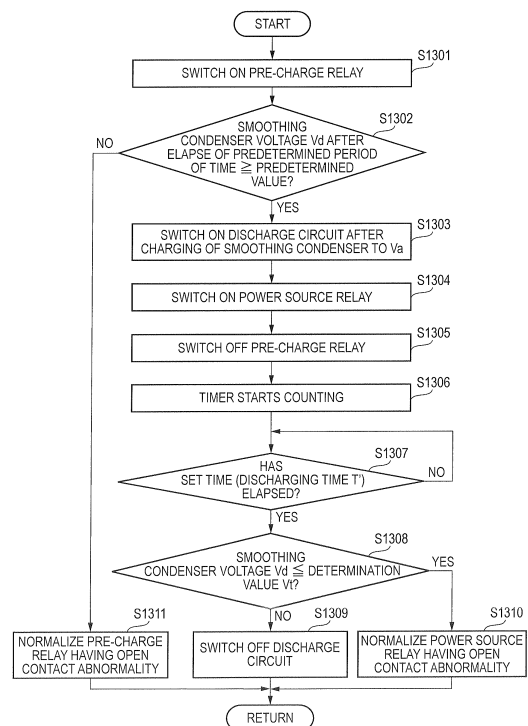 START
S1301
SWITCH ON PRE-CHARGE RELAY
S1302
SMOOTHING
CONDENSER VOLTAGE Vd AFTER
ELAPSE OF PREDETERMINED PERIOD
OF TIME ≧ PREDETERMINED
VALUE?
NO
YES
S1303
SWITCH ON DISCHARGE CIRCUIT AFTER
CHARGING OF SMOOTHING CONDENSER TO Va
S1304
SWITCH ON POWER SOURCE RELAY
S1305
SWITCH OFF PRE-CHARGE RELAY
S1306
TIMER STARTS COUNTING
S1307
HAS
SET TIME (DISCHARGING TIME T')
ELAPSED?
NO
YES
S1308
SMOOTHING
CONDENSER VOLTAGE Vd ≦ DETERMINATION
VALUE Vt?
YES
NO
S1311
NORMALIZE PRE-CHARGE
RELAY HAVING OPEN
CONTACT ABNORMALITY
S1309
SWITCH OFF DISCHARGE
CIRCUIT
S1310
NORMALIZE POWER SOURCE
RELAY HAVING OPEN
CONTACT ABNORMALITY
RETURN